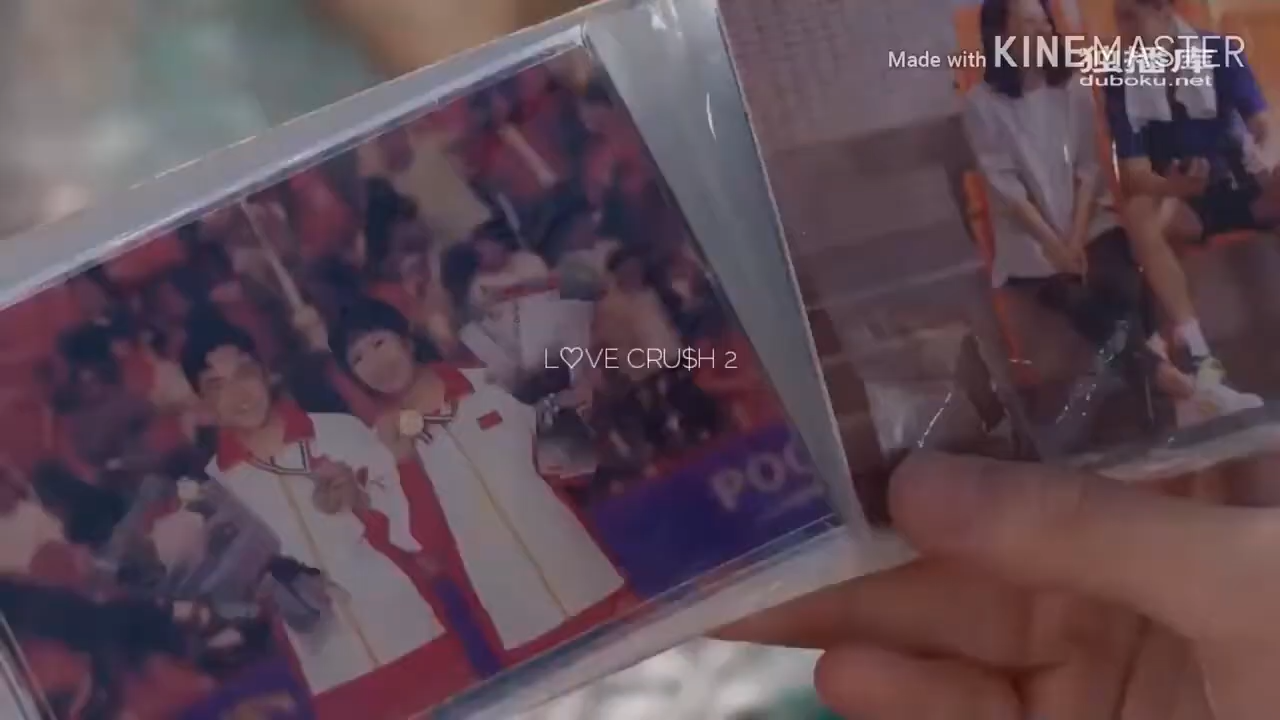 Made with KINEMASTER
独播库
duboku.net
L♡VE CRU$H 2
POC